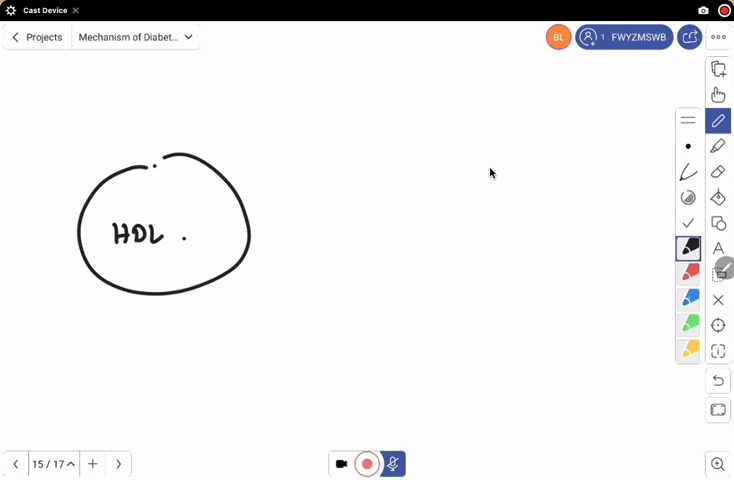 Cast Device
Projects
Mechanism of Diabet...
BL
1 FWYZMSWB
HDL .
A
15 / 17